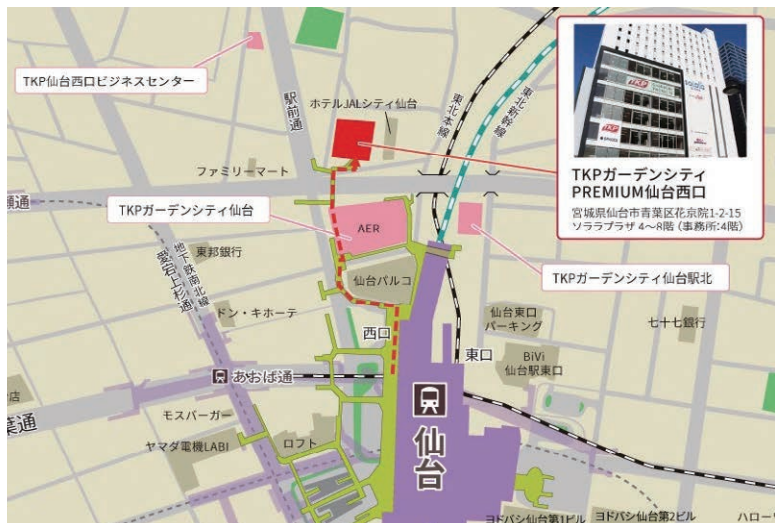 TKP仙台西口ビジネスセンター
駅前通
ホテルJALシティ仙台
東北本線
東北新幹線
TKP
TKPガーデンシティ
PREMIUM仙台西口
宮城県仙台市青葉区花京院1-2-15
ソララプラザ 4〜8階 (事務所:4階)
ファミリーマート
瀬通
TKPガーデンシティ仙台
AER
東邦銀行
地下鉄南北線
愛宕上杉通
仙台パルコ
TKPガーデンシティ仙台駅北
ドン・キホーテ
西口
東口
仙台東口
パーキング
七十七銀行
BiVi
仙台駅東口
あおば通
店
葉通
モスバーガー
ヤマダ電機LABI
ロフト
仙台
ヨドバシ仙台第1ビル
ヨドバシ仙台第2ビル
ハローワ